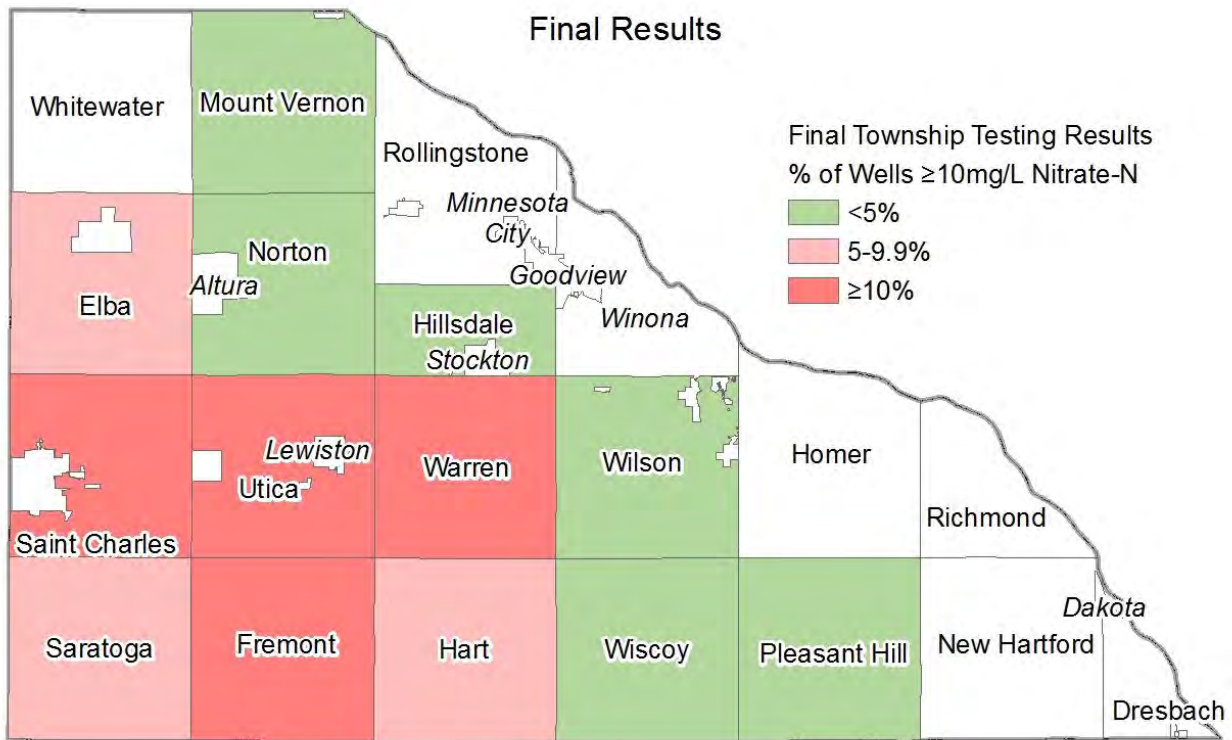 Final Results
Whitewater
Mount Vernon
Rollingstone
Final Township Testing Results
% of Wells ≥10mg/L Nitrate-N
<5%
5-9.9%
≥10%
Minnesota
City
Norton
Altura
Elba
Goodview
Winona
Hillsdale
Stockton
Lewiston
Utica
Warren
Wilson
Homer
Richmond
Saint Charles
Saratoga
Fremont
Hart
Wiscoy
Pleasant Hill
New Hartford
Dakota
Dresbach